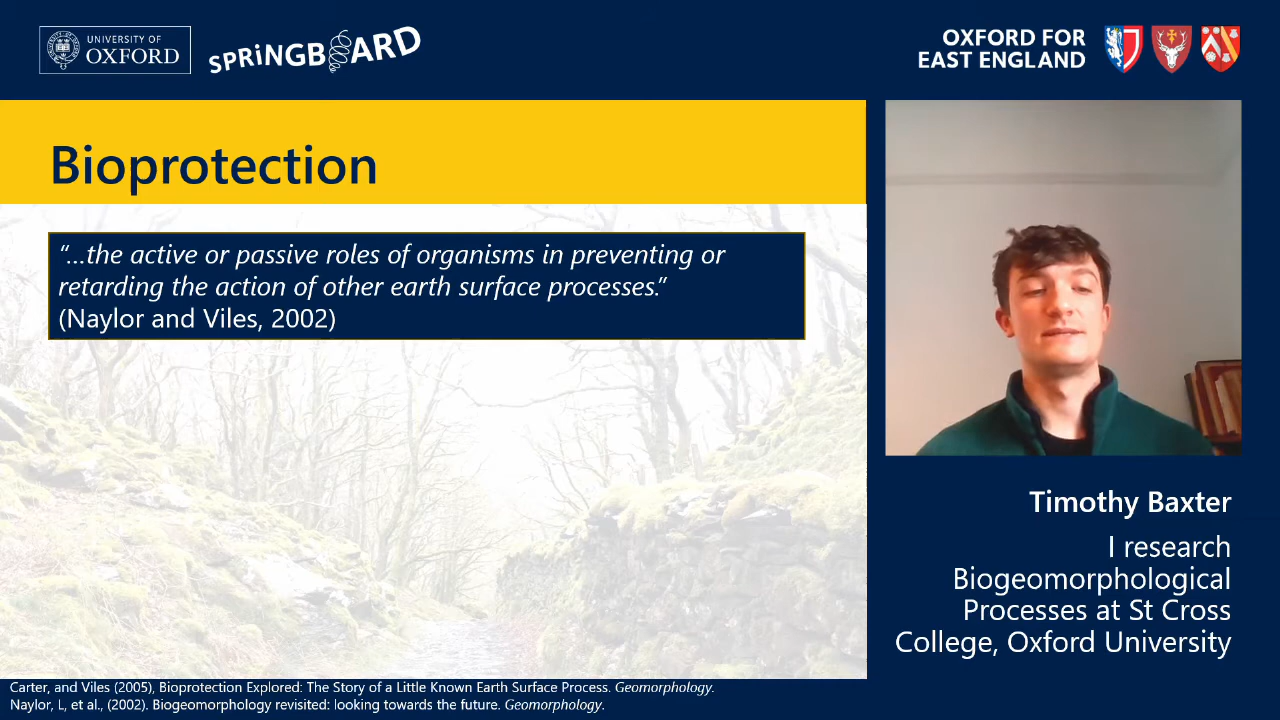 UNIVERSITY OF
OXFORD
SPRiNGBOARD
OXFORD FOR
EAST ENGLAND
Bioprotection
“...the active or passive roles of organisms in preventing or
retarding the action of other earth surface processes.”
(Naylor and Viles, 2002)
Timothy Baxter
I research
Biogeomorphological
Processes at St Cross
College, Oxford University
Carter, and Viles (2005), Bioprotection Explored: The Story of a Little Known Earth Surface Process. Geomorphology.
Naylor, L, et al., (2002). Biogeomorphology revisited: looking towards the future. Geomorphology.